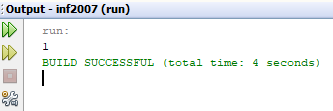 Output - inf2007 (run)
run:
1
BUILD SUCCESSFUL (total time: 4 seconds)